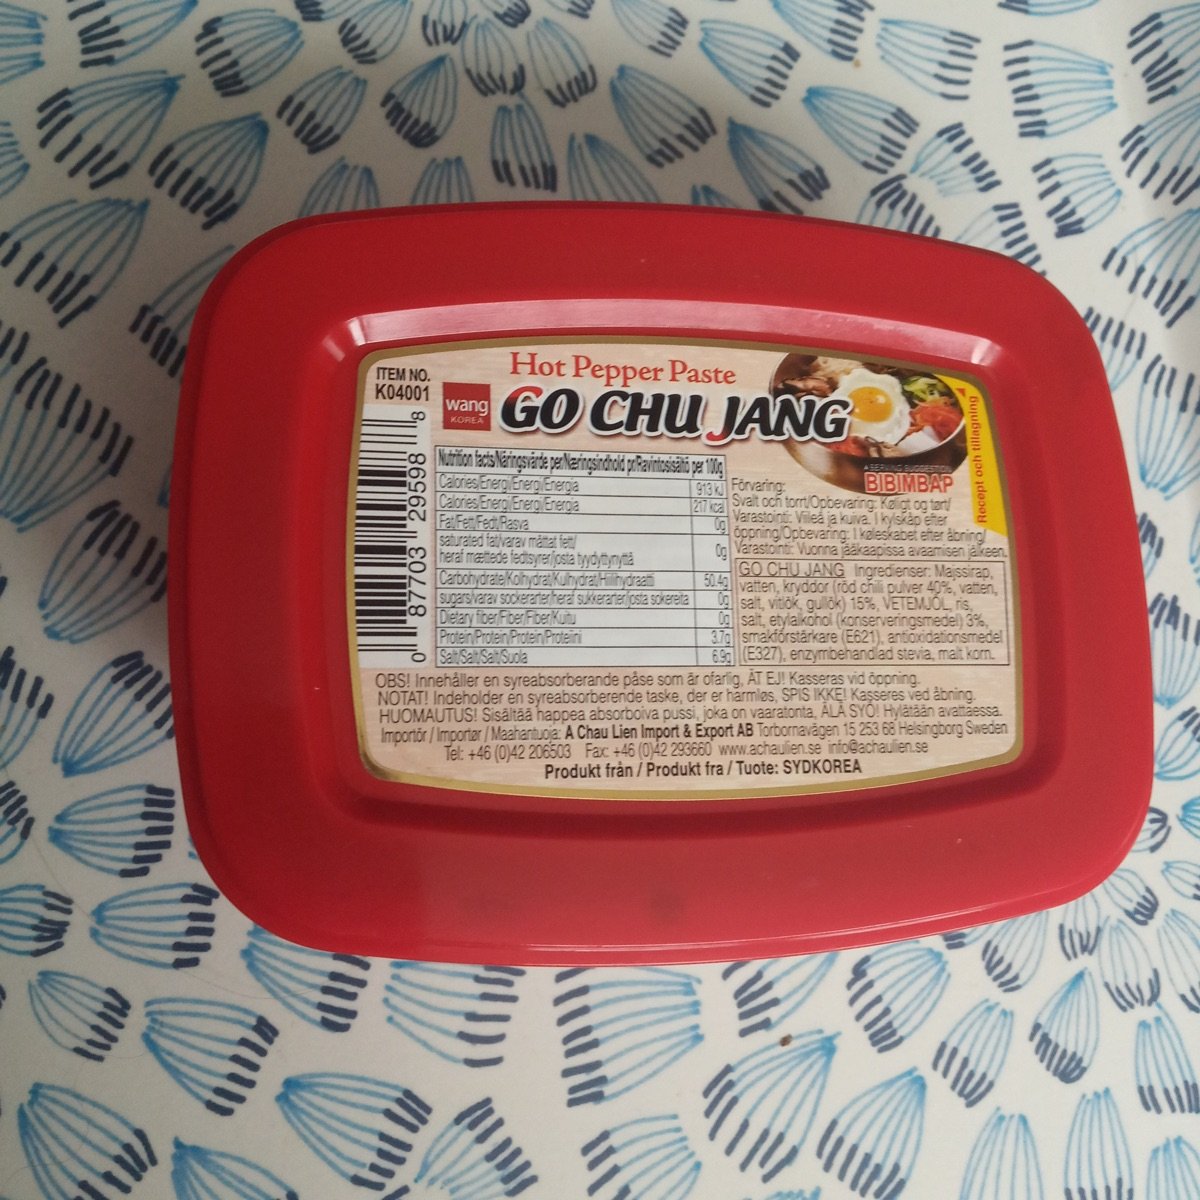 ITEM NO.
K04001
wang
KOREA
Hot Pepper Paste
GO CHU JANG
▲SERVING SUGGESTION
BIBIMBAP
Recept och tillagning
0 87703 29598 8
Nutrition facts/Näringsvärde per/Næringsindhold pr/Ravintosisältö per 100g
Calories/Energi/Energi/Energia 913 kJ
Calories/Energi/Energi/Energia 217 kcal
Fat/Fett/Fedt/Rasva 0g
saturated fat/varav mättat fett/
heraf mættede fedtsyrer/josta tyydyttynyttä 0g
Carbohydrate/Kolhydrat/Kulhydrat/Hiilihydraatti 50.4g
sugars/varav sockerarter/heraf sukkerarter/josta sokereita 0g
Dietary fiber/Fiber/Fiber/Kuitu 0g
Protein/Protein/Protein/Proteiini 3.7g
Salt/Salt/Salt/Suola 6.9g
Förvaring:
Svalt och torrt/Opbevaring: Køligt og tørt/
Varastointi: Viileä ja kuiva. I kylskåp efter
öppning/Opbevaring: I køleskabet efter åbning/
Varastointi: Vuonna jääkaapissa avaamisen jälkeen.
GO CHU JANG Ingredienser: Majssirap,
vatten, kryddor (röd chili pulver 40%, vatten,
salt, vitlök, gullök) 15%, VETEMJÖL, ris,
salt, etylalkohol (konserveringsmedel) 3%,
smakförstärkare (E621), antioxidationsmedel
(E327), enzymbehandlad stevia, malt korn.
OBS! Innehåller en syreabsorberande påse som är ofarlig, ÄT EJ! Kasseras vid öppning.
NOTAT! Indeholder en syreabsorberende taske, der er harmløs, SPIS IKKE! Kasseres ved åbning.
HUOMAUTUS! Sisältää happea absorboiva pussi, joka on vaaratonta, ÄLÄ SYÖ! Hylätään avattaessa.
Importör / Importør / Maahantuoja: A Chau Lien Import & Export AB Torbornavägen 15 253 68 Helsingborg Sweden
Tel: +46 (0)42 206503 Fax: +46 (0)42 293660 www.achaulien.se info@achaulien.se
Produkt från / Produkt fra / Tuote: SYDKOREA